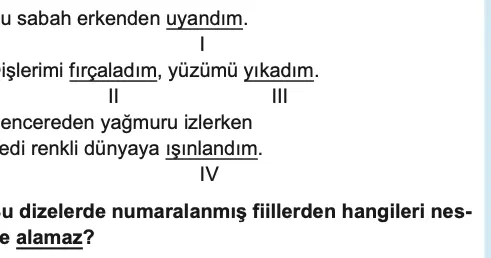 u sabah erkenden uyandım.
I
işlerimi fırçaladım, yüzümü yıkadım.
II III
encereden yağmuru izlerken
edi renkli dünyaya ışınlandım.
IV
u dizelerde numaralanmış fiillerden hangileri nes-
e alamaz?